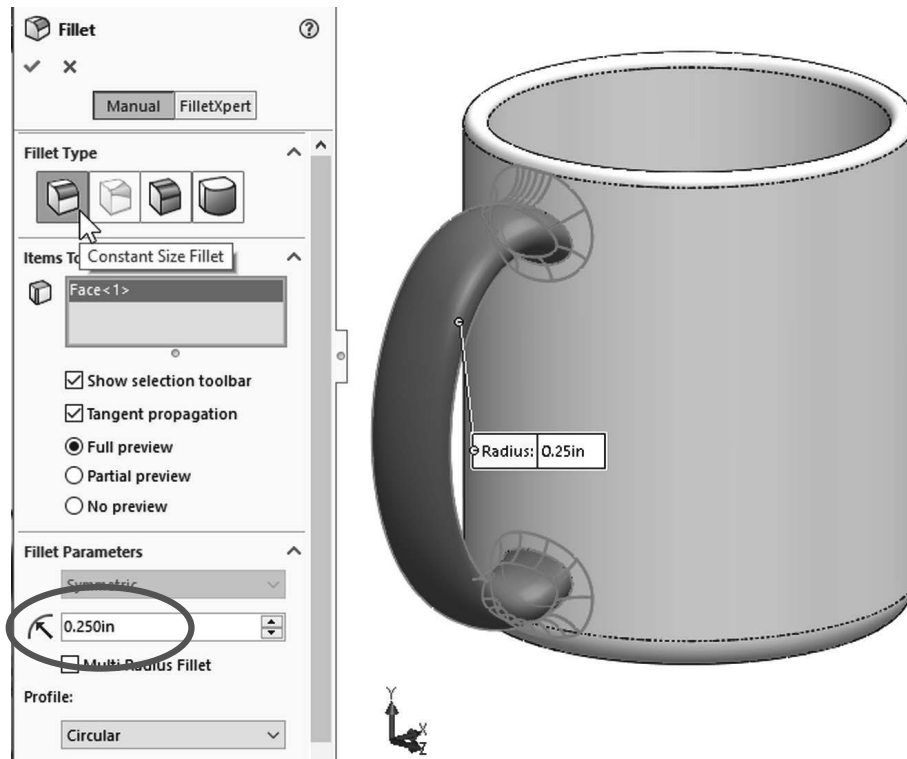 Fillet
Manual FilletXpert
Fillet Type
Constant Size Fillet
Items To
Face<1>
Show selection toolbar
Tangent propagation
Full preview
Partial preview
No preview
Radius: 0.25in
Fillet Parameters
Symmetric
0.250in
Multi Radius Fillet
Profile:
Circular
Y
X
Z